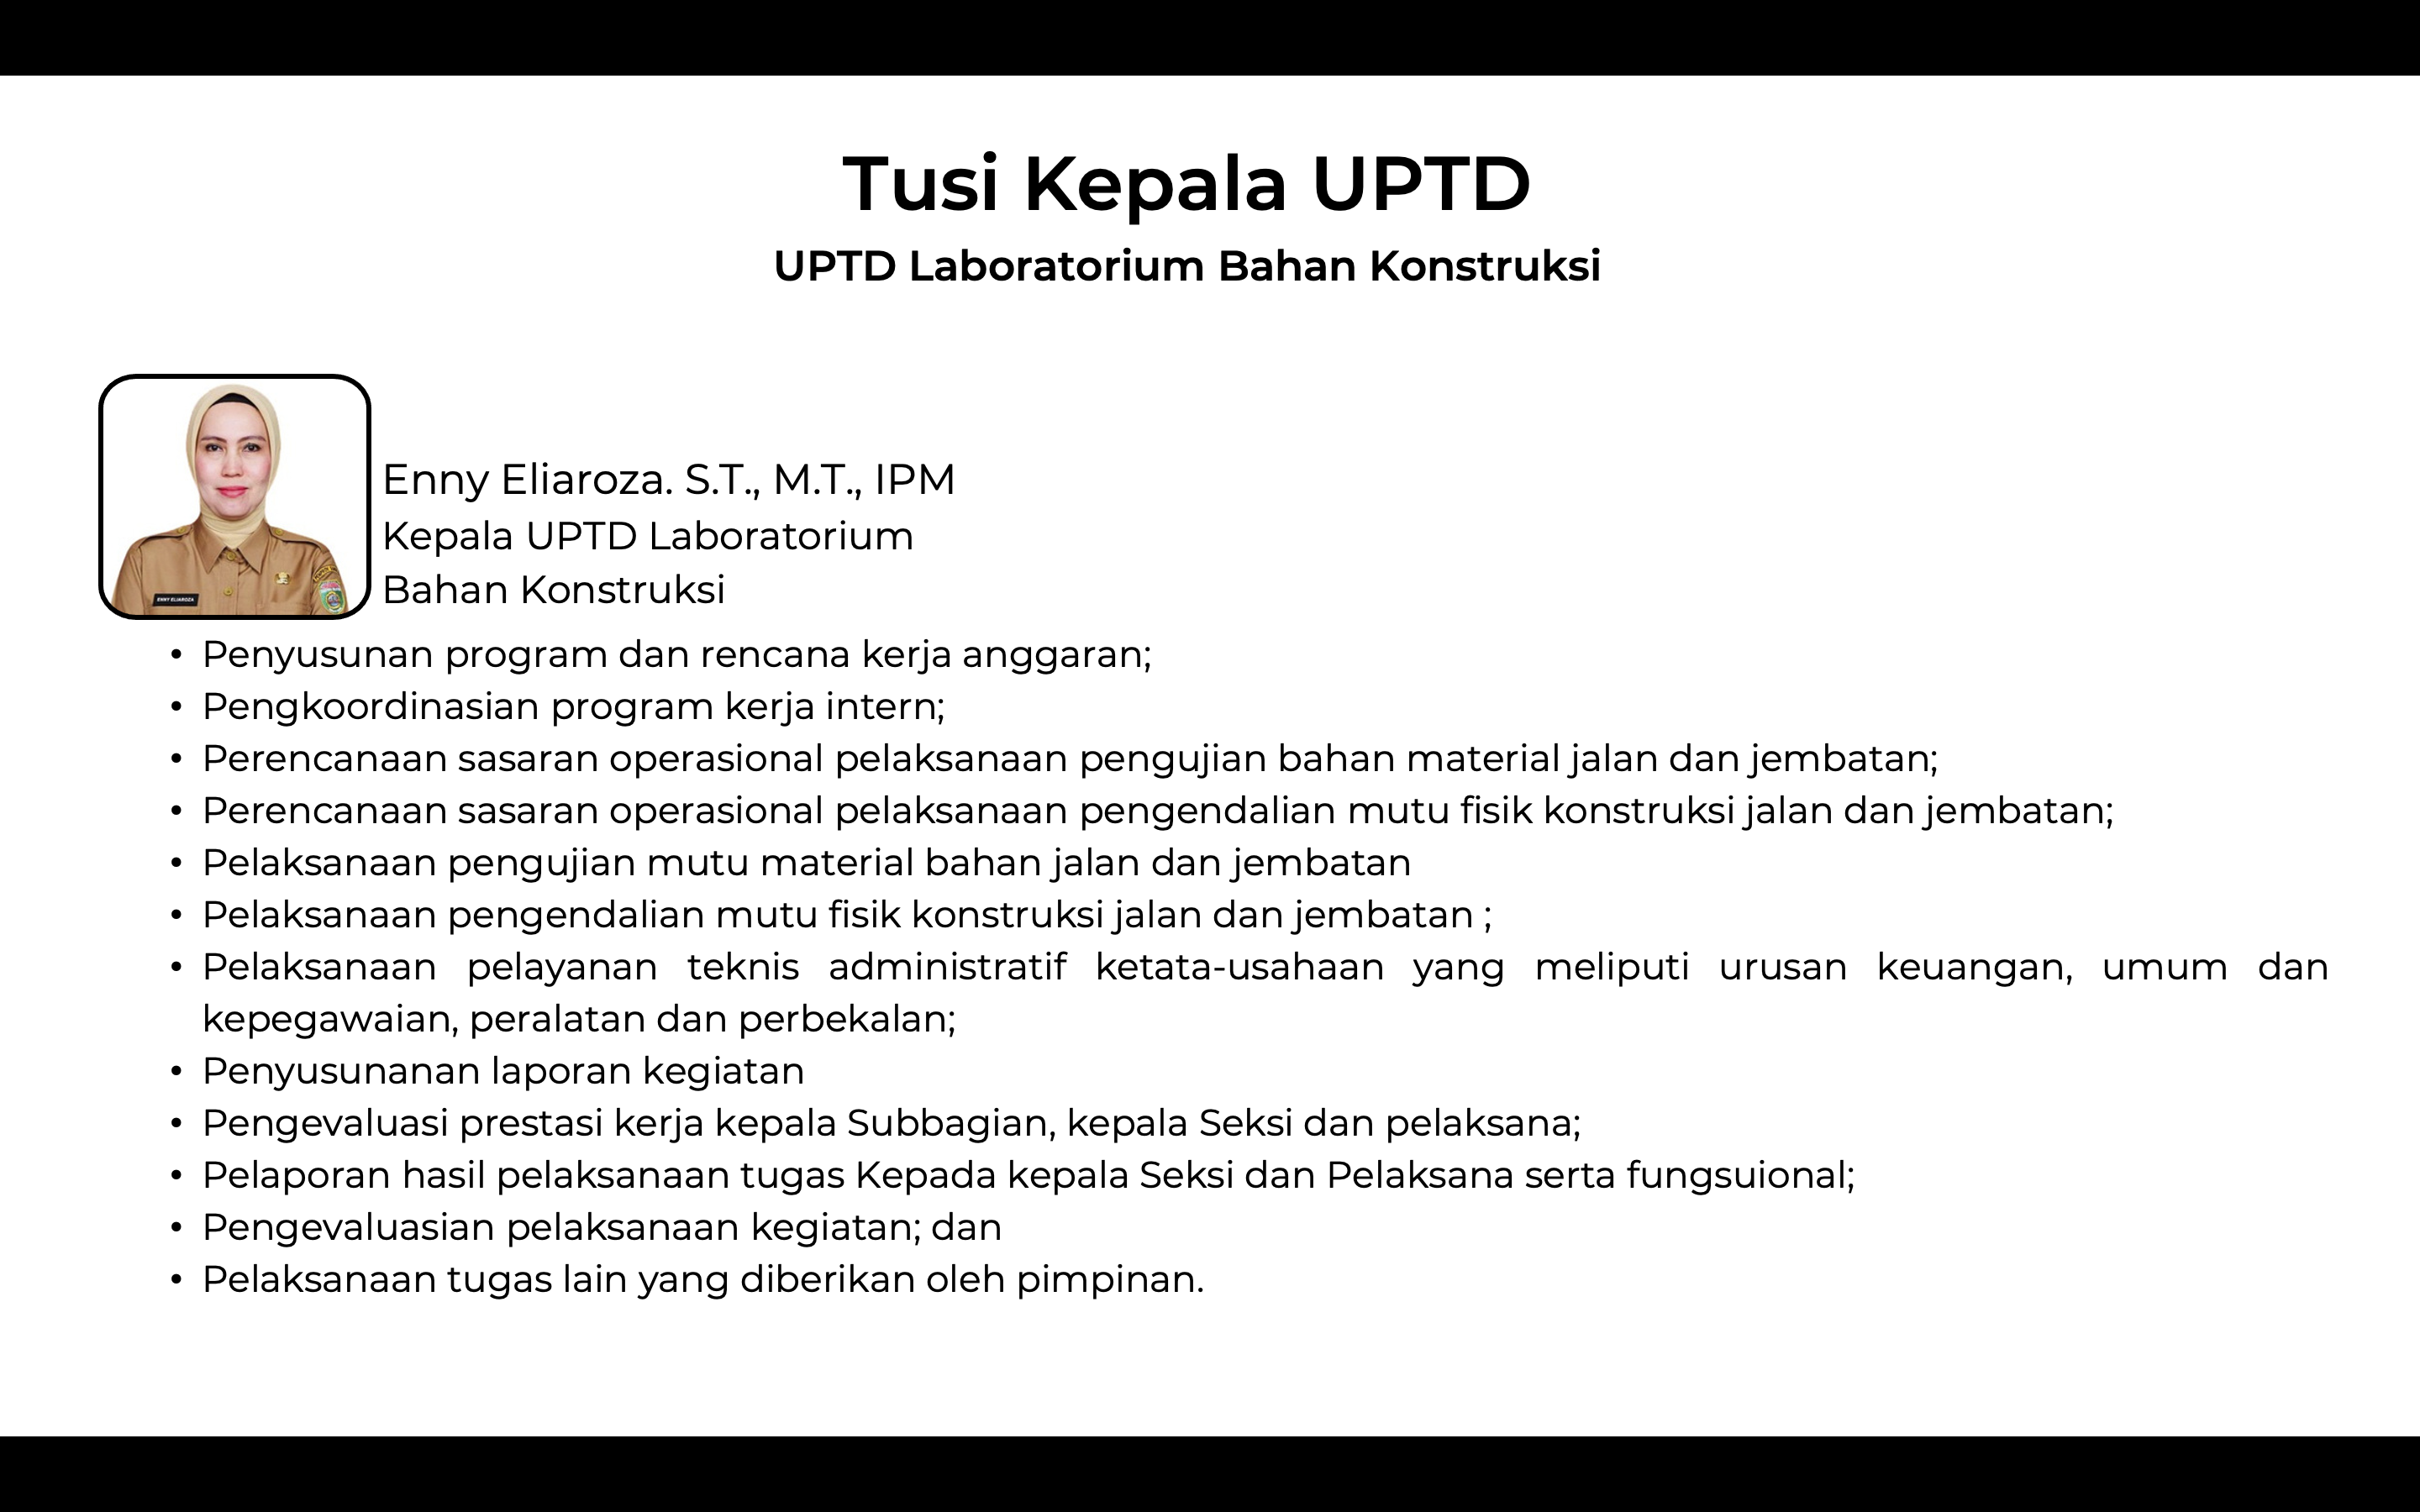 Tusi Kepala UPTD
UPTD Laboratorium Bahan Konstruksi
ENNY ELIAROZA
Enny Eliaroza. S.T., M.T., IPM
Kepala UPTD Laboratorium
Bahan Konstruksi
• Penyusunan program dan rencana kerja anggaran;
• Pengkoordinasian program kerja intern;
• Perencanaan sasaran operasional pelaksanaan pengujian bahan material jalan dan jembatan;
• Perencanaan sasaran operasional pelaksanaan pengendalian mutu fisik konstruksi jalan dan jembatan;
• Pelaksanaan pengujian mutu material bahan jalan dan jembatan
• Pelaksanaan pengendalian mutu fisik konstruksi jalan dan jembatan ;
• Pelaksanaan pelayanan teknis administratif ketata-usahaan yang meliputi urusan keuangan, umum dan
kepegawaian, peralatan dan perbekalan;
• Penyusunanan laporan kegiatan
• Pengevaluasi prestasi kerja kepala Subbagian, kepala Seksi dan pelaksana;
• Pelaporan hasil pelaksanaan tugas Kepada kepala Seksi dan Pelaksana serta fungsuional;
• Pengevaluasian pelaksanaan kegiatan; dan
• Pelaksanaan tugas lain yang diberikan oleh pimpinan.